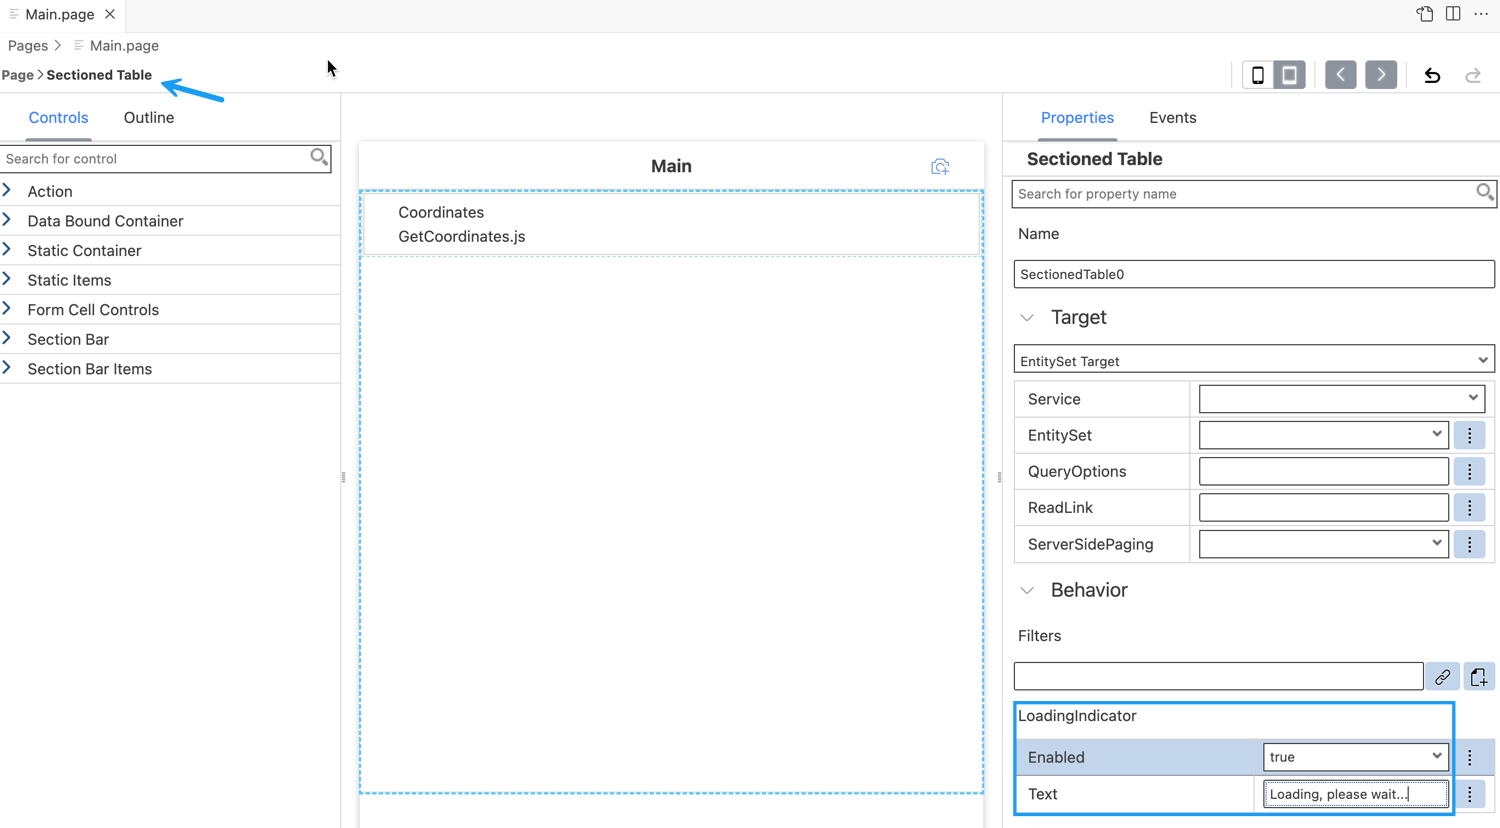 Main.page
Pages > Main.page
Page > Sectioned Table
Controls Outline
Search for control
Action
Data Bound Container
Static Container
Static Items
Form Cell Controls
Section Bar
Section Bar Items
Main
Coordinates
GetCoordinates.js
Properties Events
Sectioned Table
Search for property name
Name
SectionedTable0
Target
EntitySet Target
Service
EntitySet
QueryOptions
ReadLink
ServerSidePaging
Behavior
Filters
LoadingIndicator
Enabled true
Text Loading, please wait...